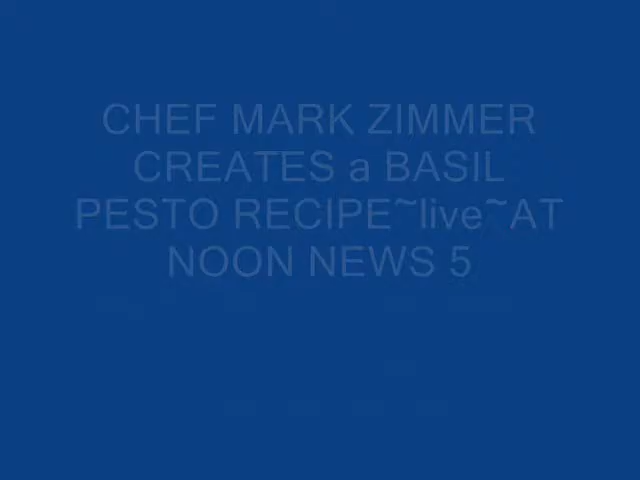 CHEF MARK ZIMMER
CREATES a BASIL
PESTO RECIPE~live~AT
NOON NEWS 5